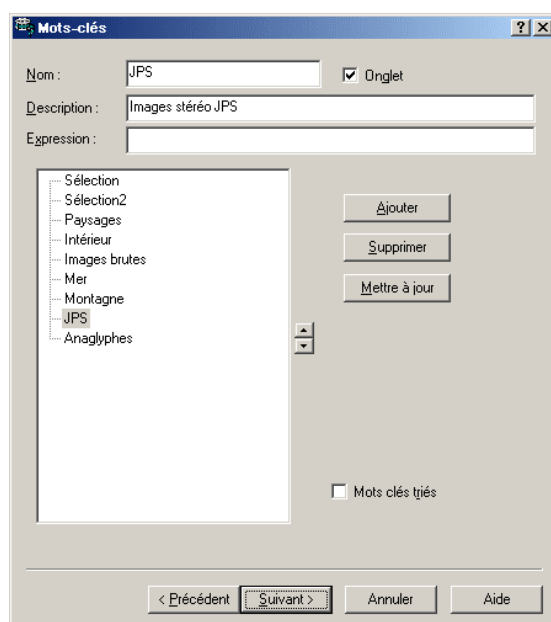 Mots-clés
Nom :
JPS
Onglet
Description :
Images stéréo JPS
Expression :
Sélection
Sélection2
Paysages
Intérieur
Images brutes
Mer
Montagne
JPS
Anaglyphes
Ajouter
Supprimer
Mettre à jour
Mots clés triés
< Précédent
Suivant >
Annuler
Aide